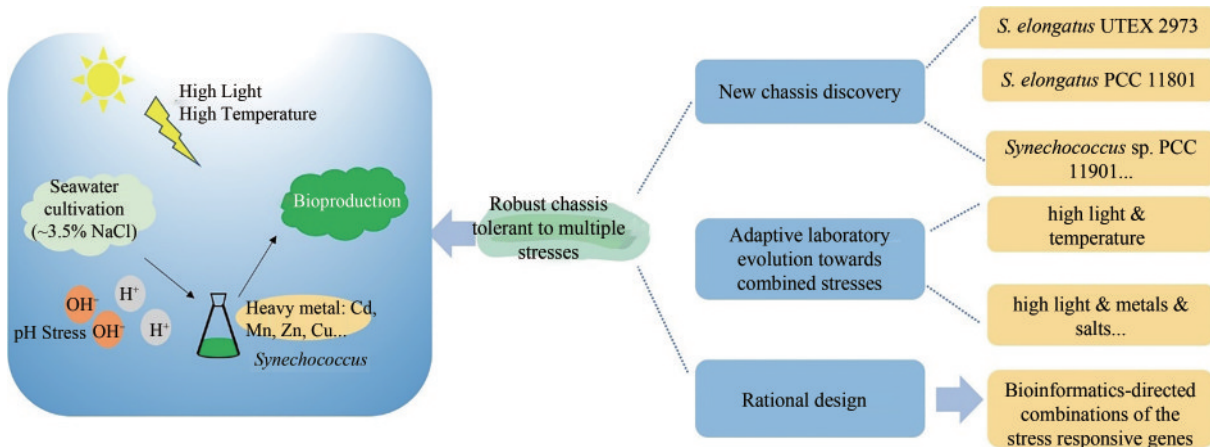 High Light
High Temperature
Seawater
cultivation
(~3.5% NaCl)
Bioproduction
OH⁻
H⁺
pH Stress
OH⁻
H⁺
Heavy metal: Cd,
Mn, Zn, Cu...
Synechococcus
Robust chassis
tolerant to multiple
stresses
New chassis discovery
S. elongatus UTEX 2973
S. elongatus PCC 11801
Synechococcus sp. PCC
11901...
Adaptive laboratory
evolution towards
combined stresses
high light &
temperature
high light & metals &
salts...
Rational design
Bioinformatics-directed
combinations of the
stress responsive genes